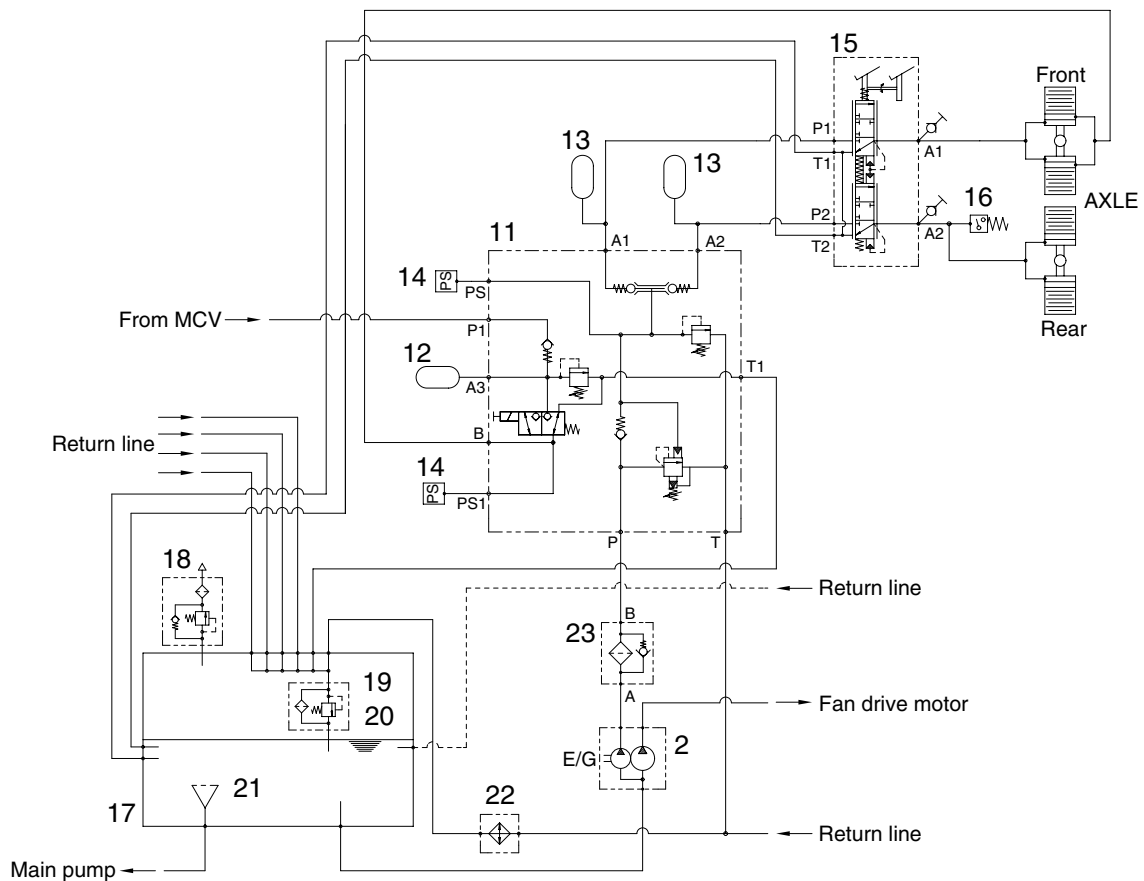 15
Front
13
13
P1
T1
A1
P2
16
AXLE
11
A1
A2
T2
A2
14
PS
PS
Rear
From MCV
P1
12
A3
T1
Return line
B
14
PS
PS1
P
T
18
Return line
B
23
19
A
20
Fan drive motor
E/G
2
21
22
17
Return line
Main pump